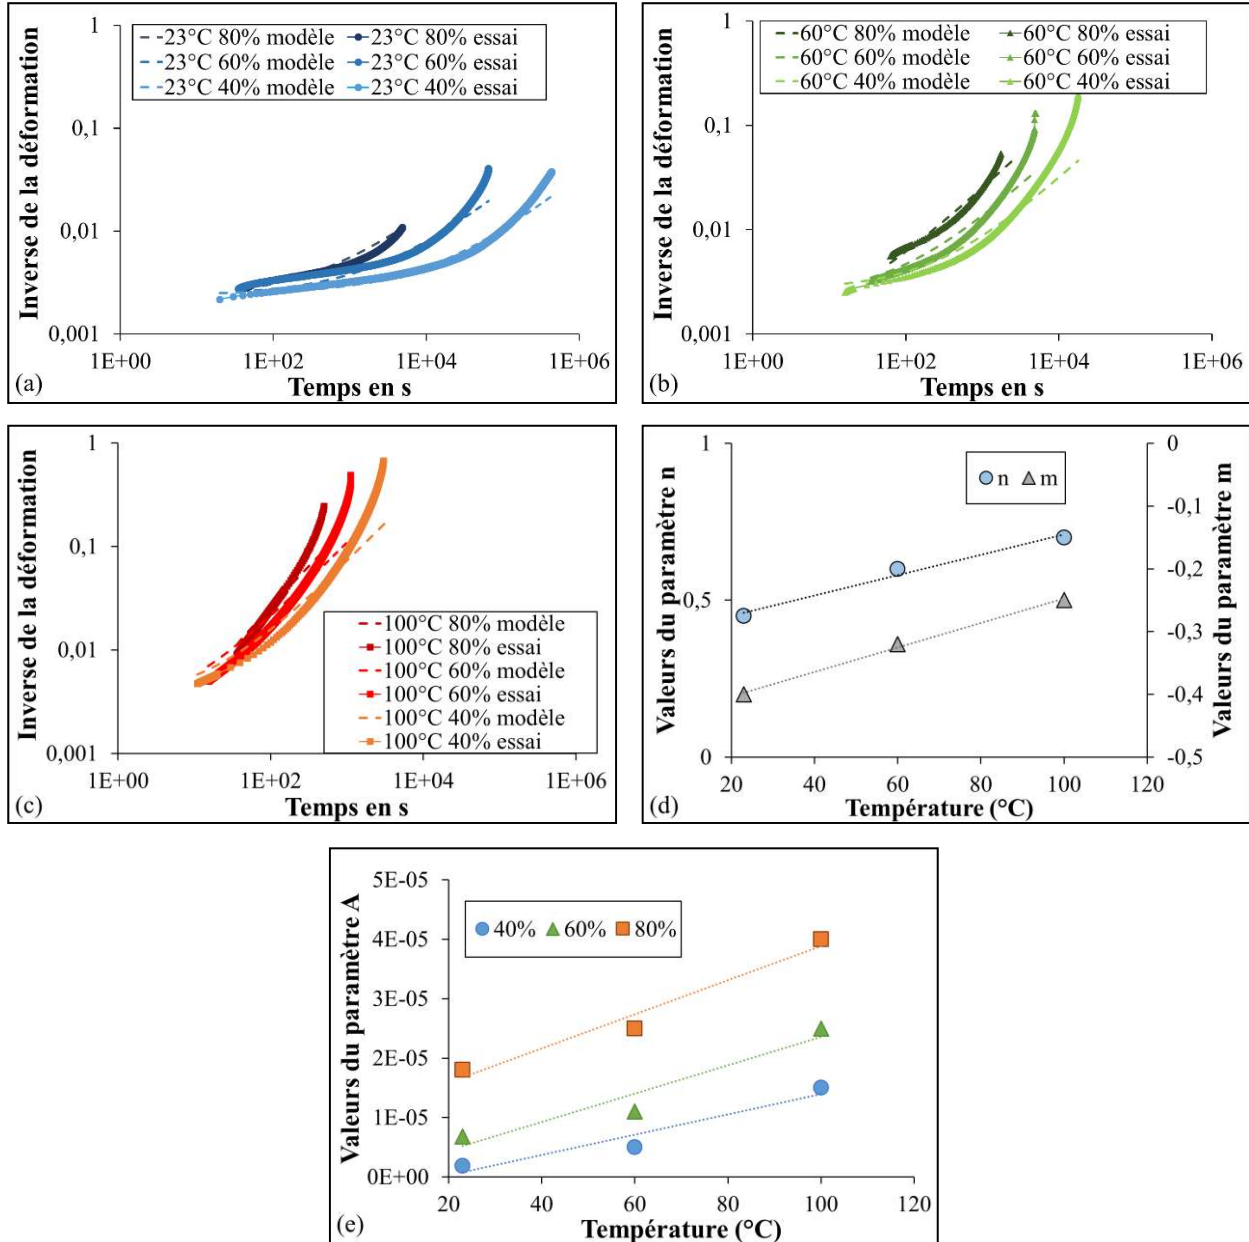 1
0,1
0,01
0,001
Inverse de la déformation
23°C 80% modèle 23°C 80% essai
23°C 60% modèle 23°C 60% essai
23°C 40% modèle 23°C 40% essai
1E+00 1E+02 1E+04 1E+06
Temps en s
(a)
1
0,1
0,01
0,001
Inverse de la déformation
60°C 80% modèle 60°C 80% essai
60°C 60% modèle 60°C 60% essai
60°C 40% modèle 60°C 40% essai
1E+00 1E+02 1E+04 1E+06
Temps en s
(b)
1
0,1
0,01
0,001
Inverse de la déformation
100°C 80% modèle
100°C 80% essai
100°C 60% modèle
100°C 60% essai
100°C 40% modèle
100°C 40% essai
1E+00 1E+02 1E+04 1E+06
Temps en s
(c)
1
0,5
0
Valeurs du paramètre n
n m
0
-0,1
-0,2
-0,3
-0,4
-0,5
Valeurs du paramètre m
20 40 60 80 100 120
Température (°C)
(d)
5E-05
4E-05
3E-05
2E-05
1E-05
0E+00
Valeurs du paramètre A
40% 60% 80%
20 40 60 80 100 120
Température (°C)
(e)